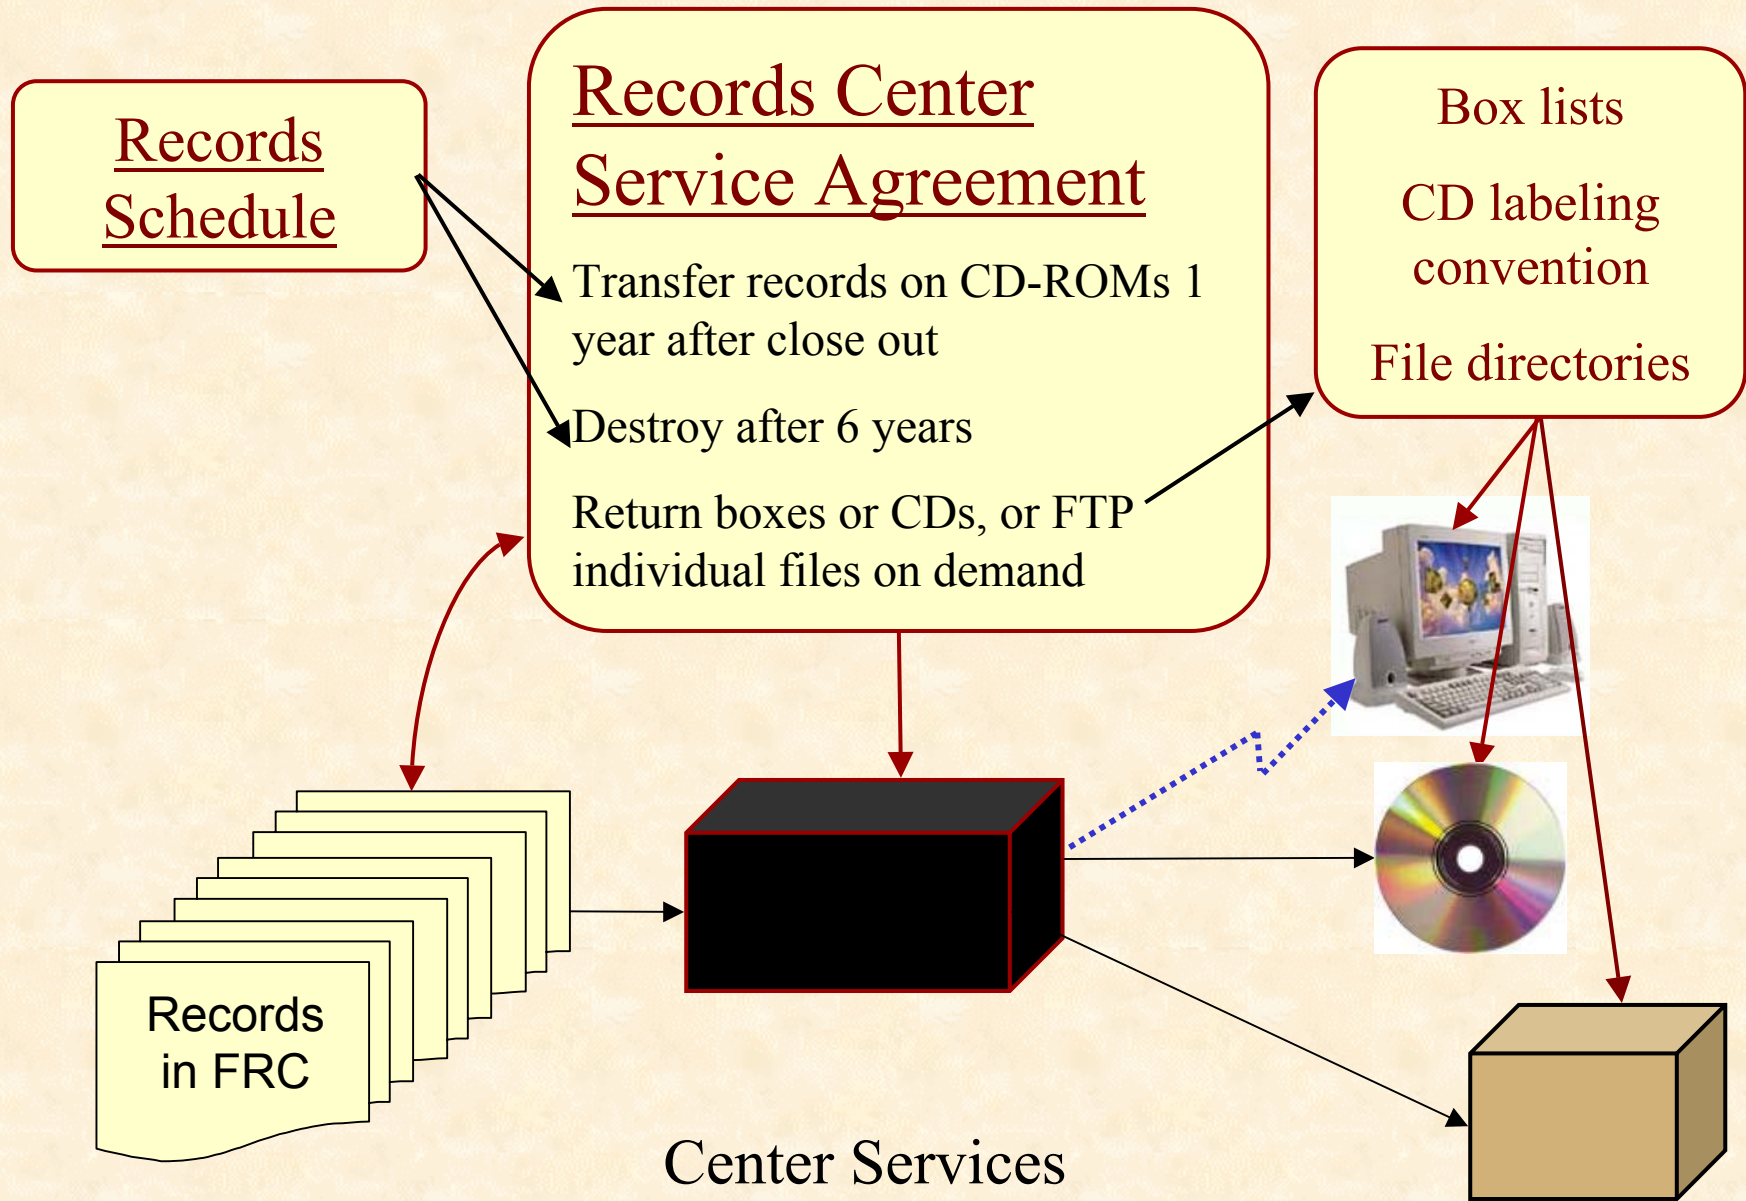 Records
Schedule
Records Center
Service Agreement
Transfer records on CD-ROMs 1
year after close out
Destroy after 6 years
Return boxes or CDs, or FTP
individual files on demand
Box lists
CD labeling
convention
File directories
Records
in FRC
Center Services